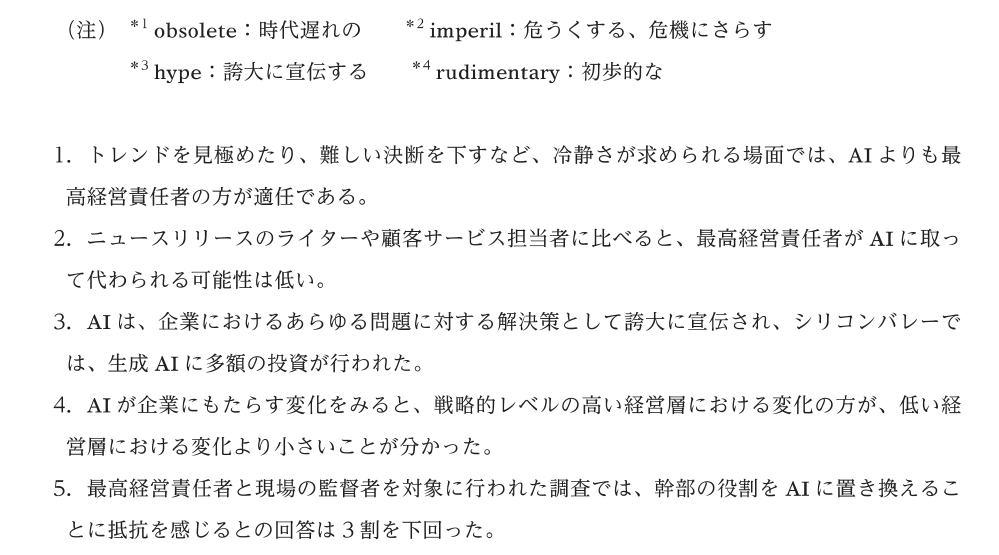 （注） *1 obsolete：時代遅れの　　*2 imperil：危うくする、危機にさらす
*3 hype：誇大に宣伝する　　*4 rudimentary：初歩的な
1．トレンドを見極めたり、難しい決断を下すなど、冷静さが求められる場面では、AI よりも最
高経営責任者の方が適任である。
2．ニュースリリースのライターや顧客サービス担当者に比べると、最高経営責任者が AI に取っ
て代わられる可能性は低い。
3．AI は、企業におけるあらゆる問題に対する解決策として誇大に宣伝され、シリコンバレーで
は、生成 AI に多額の投資が行われた。
4．AI が企業にもたらす変化をみると、戦略的レベルの高い経営層における変化の方が、低い経
営層における変化より小さいことが分かった。
5．最高経営責任者と現場の監督者を対象に行われた調査では、幹部の役割を AI に置き換えるこ
とに抵抗を感じるとの回答は 3 割を下回った。